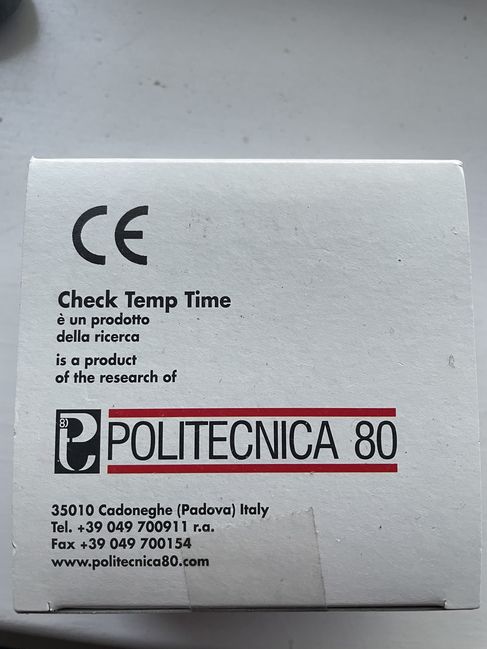 CE
Check Temp Time
è un prodotto
della ricerca
is a product
of the research of
80
POLITECNICA 80
35010 Cadoneghe (Padova) Italy
Tel. +39 049 700911 r.a.
Fax +39 049 700154
www.politecnica80.com